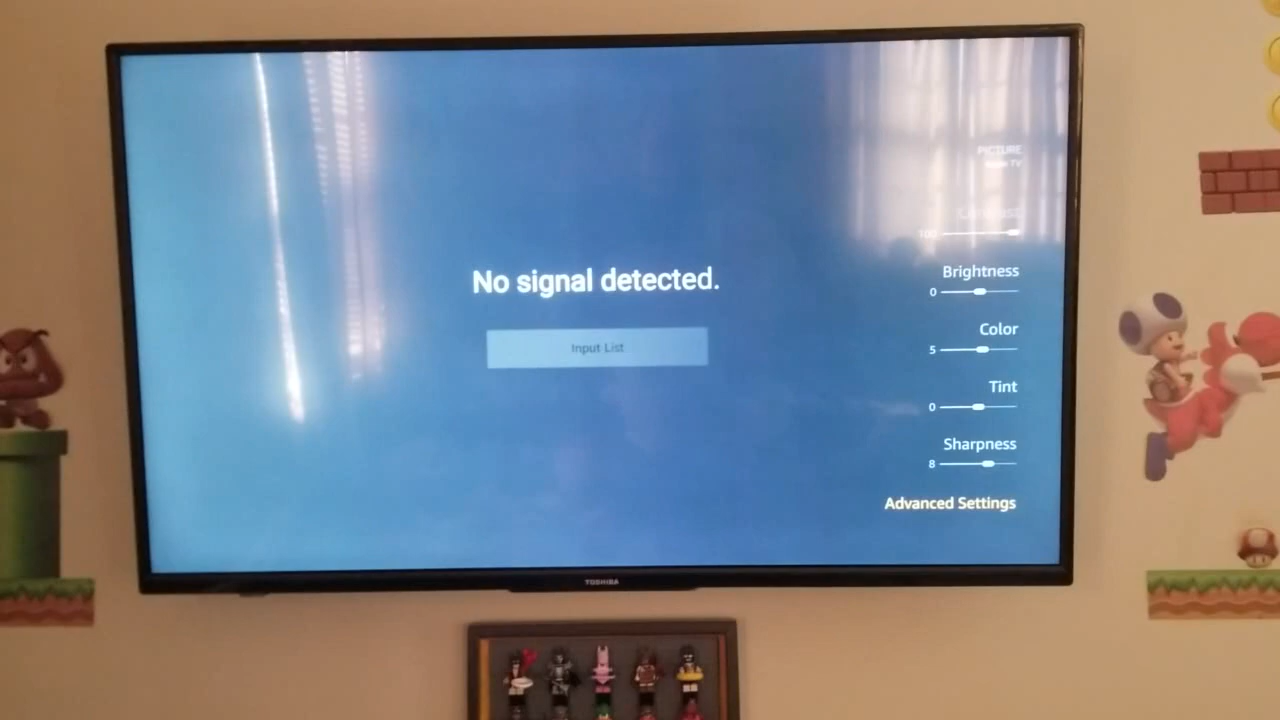 No signal detected.
Input List
PICTURE
100
Brightness
0
Color
5
Tint
0
Sharpness
8
Advanced Settings
TOSHIBA